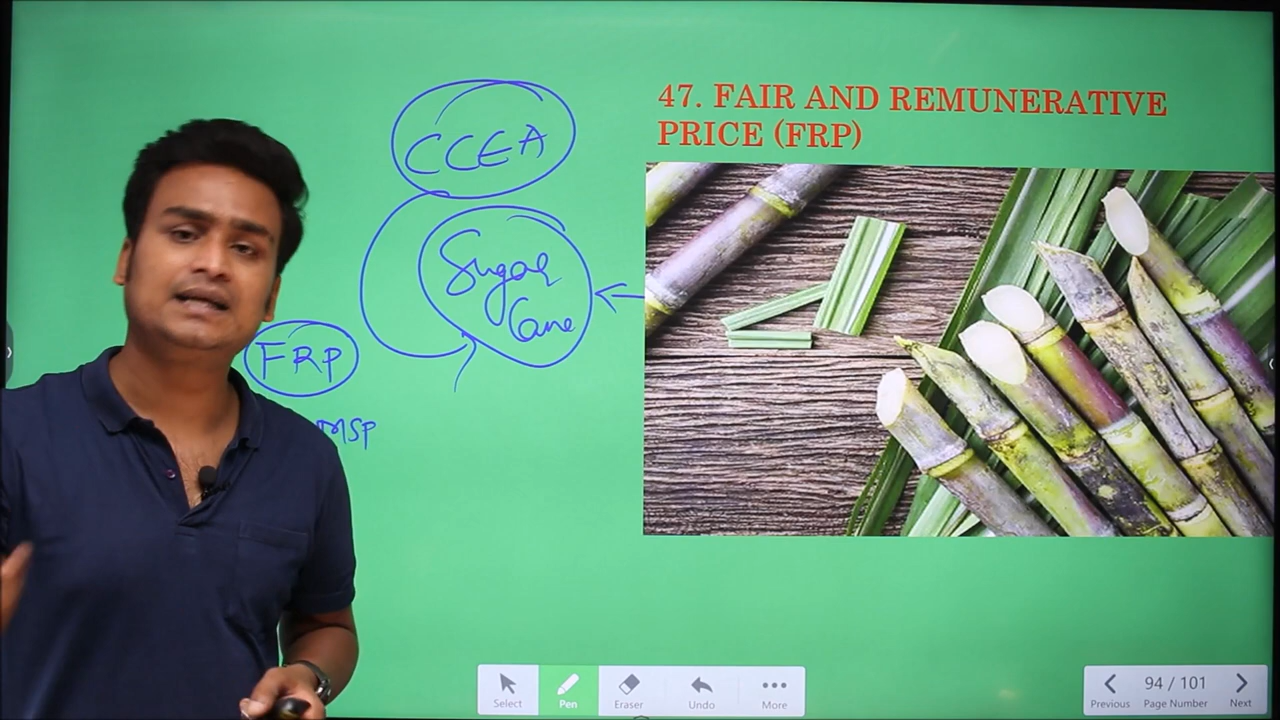 47. FAIR AND REMUNERATIVE
PRICE (FRP)
CCEA
Sugar
Cane
FRP
MSP
Select
Pen
Eraser
Undo
More
94 / 101
Previous
Page Number
Next